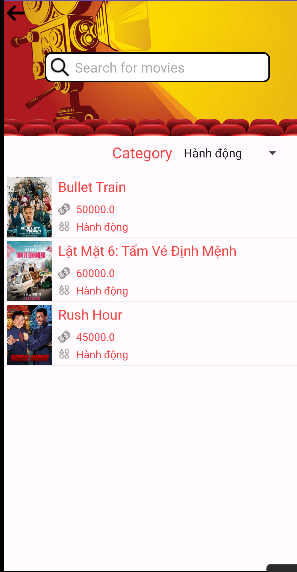 Search for movies
Category Hành động
Bullet Train
50000.0
Hành động
Lật Mặt 6: Tấm Vé Định Mệnh
60000.0
Hành động
Rush Hour
45000.0
Hành động